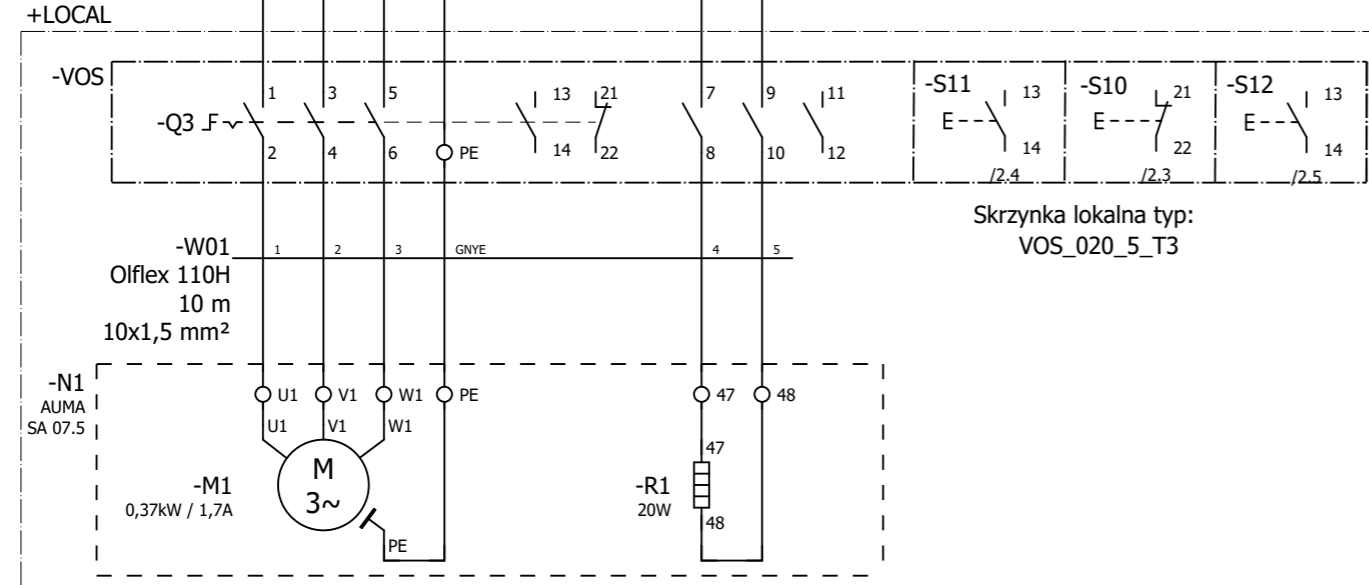 +LOCAL
-VOS
1 3 5 13 21 7 9 11
-Q3
2 4 6 PE 14 22 8 10 12
-S11 13
E
14
/2.4
-S10 21
E
22
/2.3
-S12 13
E
14
/2.5
Skrzynka lokalna typ:
VOS_020_5_T3
-W01 1 2 3 GNYE 4 5
Olflex 110H
10 m
10x1,5 mm²
-N1
AUMA
SA 07.5
U1 V1 W1 PE 47 48
U1 V1 W1
47
M
3~
-M1
0,37kW / 1,7A
-R1
20W
48
PE